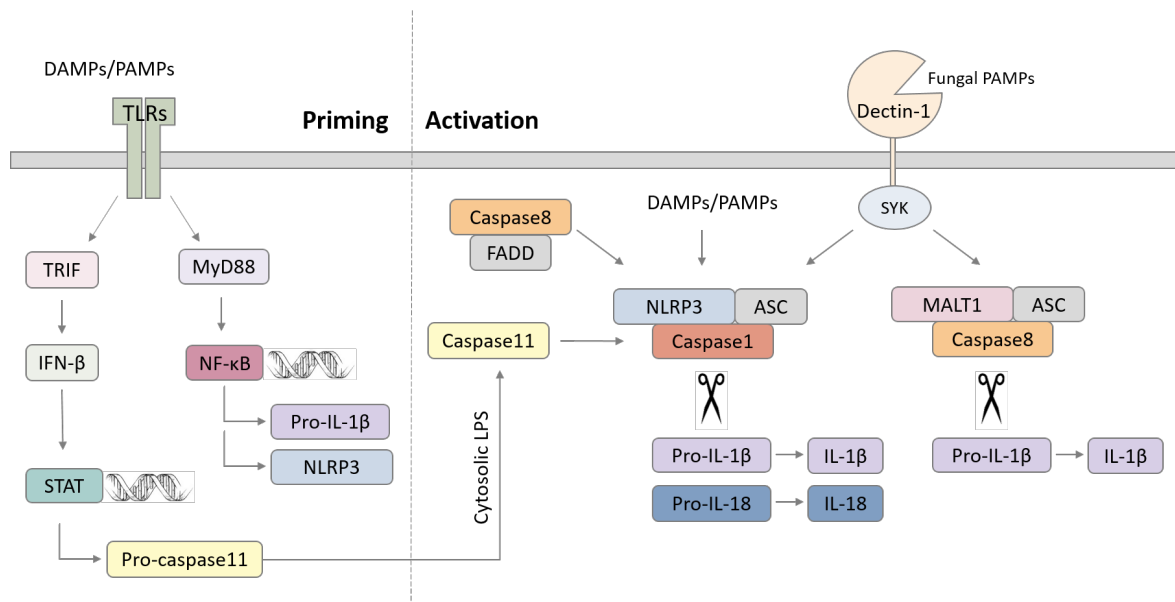 DAMPs/PAMPs
TLRs
Priming
Activation
Fungal PAMPs
Dectin-1
SYK
Caspase8
FADD
DAMPs/PAMPs
TRIF
MyD88
NLRP3
ASC
Caspase1
MALT1
ASC
Caspase8
Caspase11
IFN-β
NF-κB
Pro-IL-1β
NLRP3
STAT
Pro-caspase11
Cytosolic LPS
Pro-IL-1β
IL-1β
Pro-IL-18
IL-18
Pro-IL-1β
IL-1β